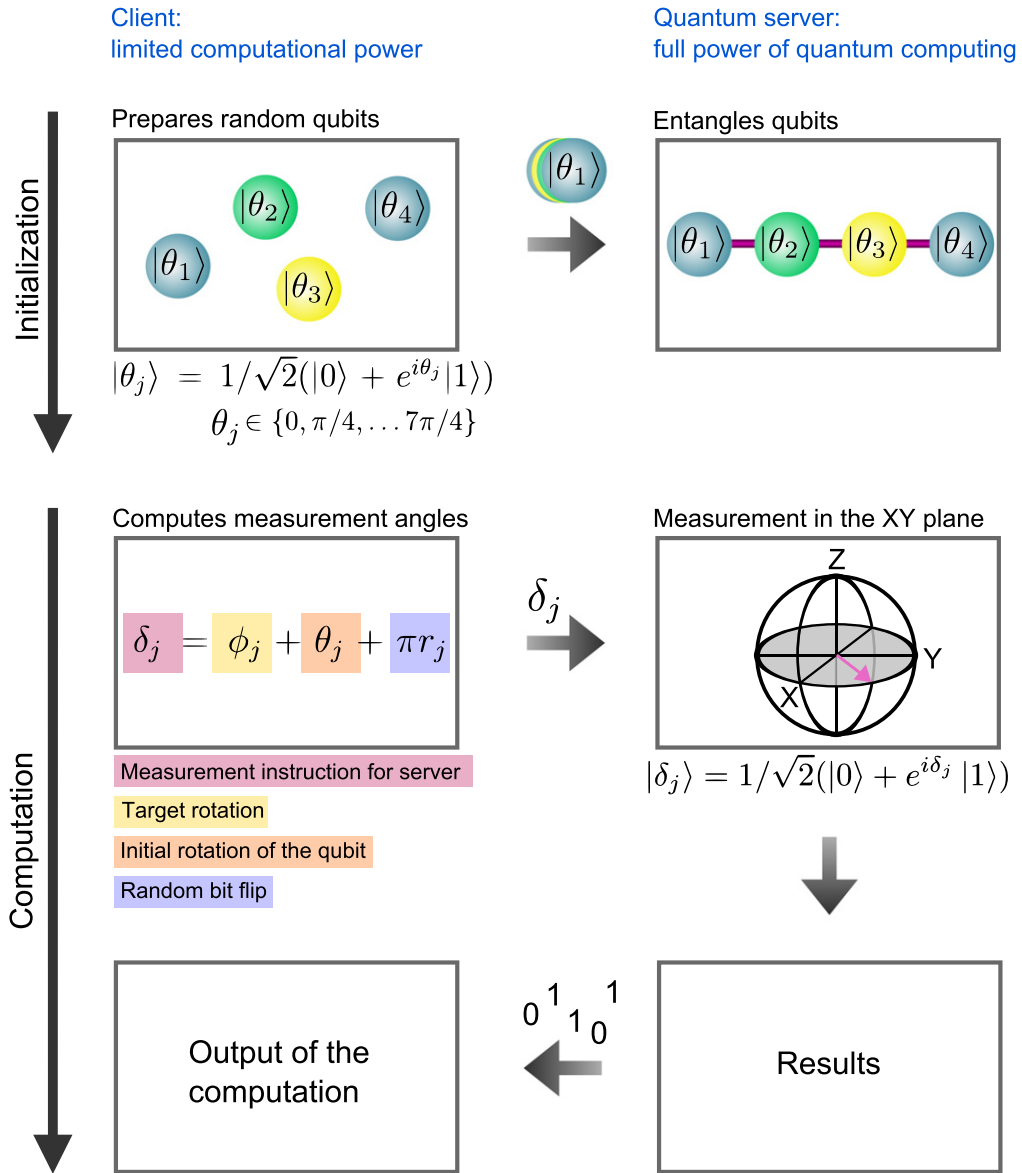 Client:
limited computational power
Quantum server:
full power of quantum computing
Initialization
Prepares random qubits
|θ₁⟩
|θ₂⟩
|θ₃⟩
|θ₄⟩
|θⱼ⟩ = 1/√2(|0⟩ + e^{iθⱼ}|1⟩)
θⱼ ∈ {0, π/4, … 7π/4}
|θ₁⟩
Entangles qubits
|θ₁⟩ |θ₂⟩ |θ₃⟩ |θ₄⟩
Computation
Computes measurement angles
δⱼ = ϕⱼ + θⱼ + πrⱼ
Measurement instruction for server
Target rotation
Initial rotation of the qubit
Random bit flip
δⱼ
Measurement in the XY plane
Z
Y
X
|δⱼ⟩ = 1/√2(|0⟩ + e^{iδⱼ} |1⟩)
Results
0 1 1 0 1
Output of the
computation